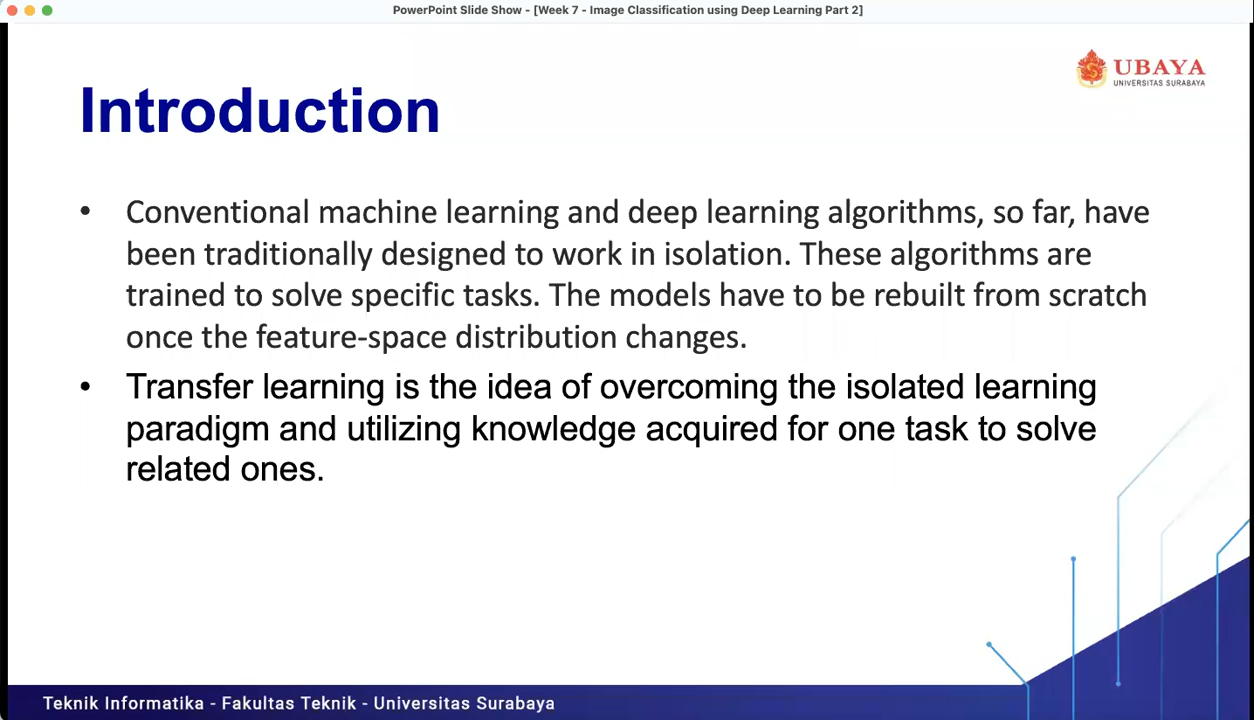 PowerPoint Slide Show - [Week 7 - Image Classification using Deep Learning Part 2]
UBAYA
UNIVERSITAS SURABAYA
Introduction
• Conventional machine learning and deep learning algorithms, so far, have
been traditionally designed to work in isolation. These algorithms are
trained to solve specific tasks. The models have to be rebuilt from scratch
once the feature-space distribution changes.
• Transfer learning is the idea of overcoming the isolated learning
paradigm and utilizing knowledge acquired for one task to solve
related ones.
Teknik Informatika - Fakultas Teknik - Universitas Surabaya